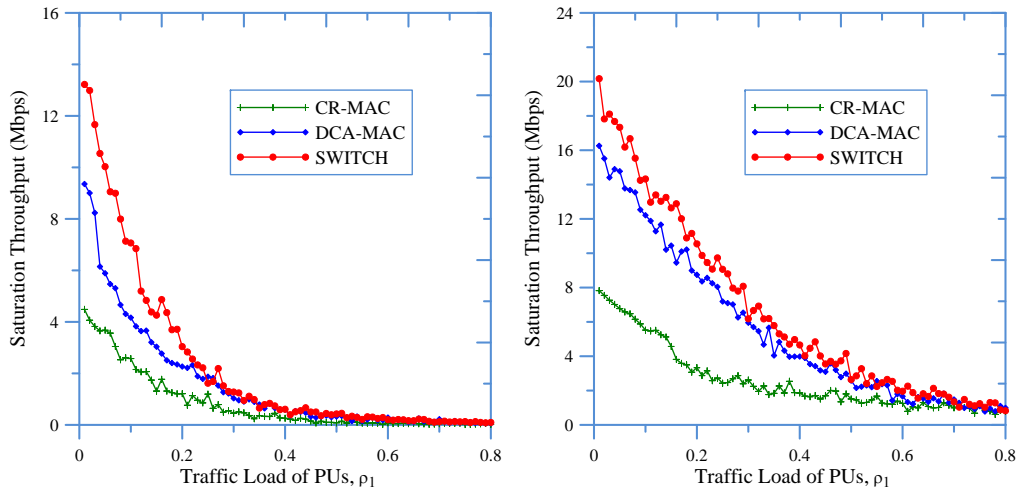 16
12
8
4
0
Saturation Throughput (Mbps)
CR-MAC
DCA-MAC
SWITCH
0
0.2
0.4
0.6
0.8
Traffic Load of PUs, ρ₁
24
20
16
12
8
4
0
Saturation Throughput (Mbps)
CR-MAC
DCA-MAC
SWITCH
0
0.2
0.4
0.6
0.8
Traffic Load of PUs, ρ₁